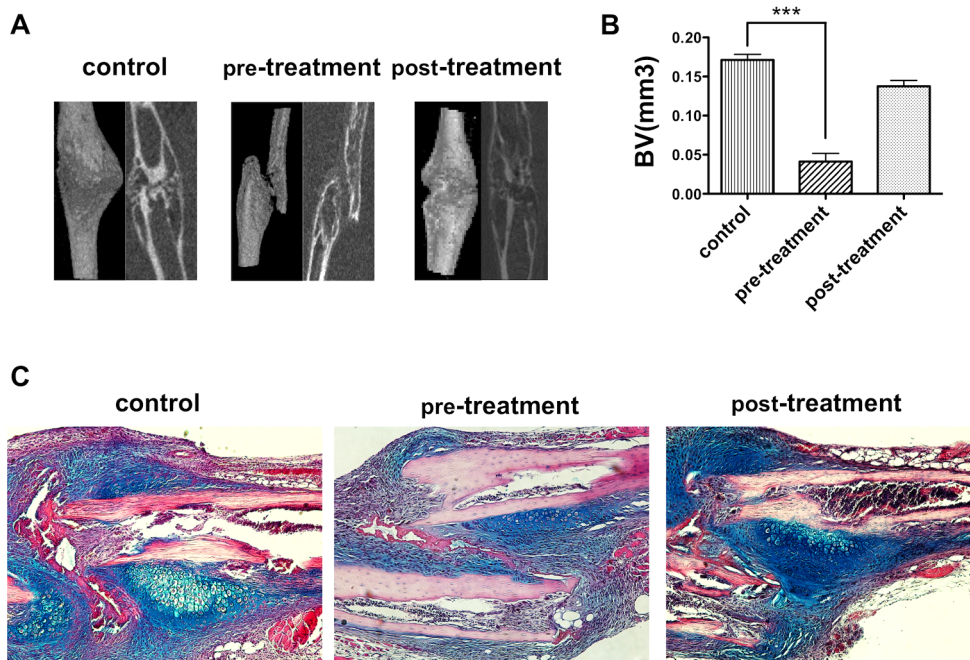 A
control
pre-treatment
post-treatment
B
***
BV(mm3)
0.20
0.15
0.10
0.05
0.00
control
pre-treatment
post-treatment
C
control
pre-treatment
post-treatment